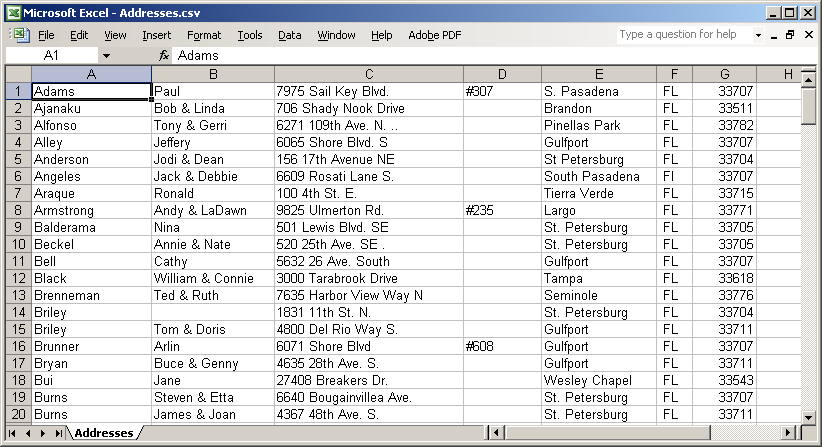 Microsoft Excel - Addresses.csv
File Edit View Insert Format Tools Data Window Help Adobe PDF Type a question for help
A1 fx Adams
A B C D E F G H
1 Adams Paul 7975 Sail Key Blvd. #307 S. Pasadena FL 33707
2 Ajanaku Bob & Linda 706 Shady Nook Drive Brandon FL 33511
3 Alfonso Tony & Gerri 6271 109th Ave. N. .. Pinellas Park FL 33782
4 Alley Jeffery 6065 Shore Blvd. S Gulfport FL 33707
5 Anderson Jodi & Dean 156 17th Avenue NE St Petersburg FL 33704
6 Angeles Jack & Debbie 6609 Rosati Lane S. South Pasadena Fl 33707
7 Araque Ronald 100 4th St. E. Tierra Verde FL 33715
8 Armstrong Andy & LaDawn 9825 Ulmerton Rd. #235 Largo FL 33771
9 Balderama Nina 501 Lewis Blvd. SE St. Petersburg FL 33705
10 Beckel Annie & Nate 520 25th Ave. SE . St. Petersburg FL 33705
11 Bell Cathy 5632 26 Ave. South Gulfport FL 33707
12 Black William & Connie 3000 Tarabrook Drive Tampa FL 33618
13 Brenneman Ted & Ruth 7635 Harbor View Way N Seminole FL 33776
14 Briley 1831 11th St. N. St. Petersburg FL 33704
15 Briley Tom & Doris 4800 Del Rio Way S. Gulfport FL 33711
16 Brunner Arlin 6071 Shore Blvd #608 Gulfport FL 33707
17 Bryan Buce & Genny 4635 28th Ave. S. Gulfport FL 33711
18 Bui Jane 27408 Breakers Dr. Wesley Chapel FL 33543
19 Burns Steven & Etta 6640 Bougainvillea Ave. St. Petersburg FL 33707
20 Burns James & Joan 4367 48th Ave. S. St. Petersburg FL 33711
Addresses